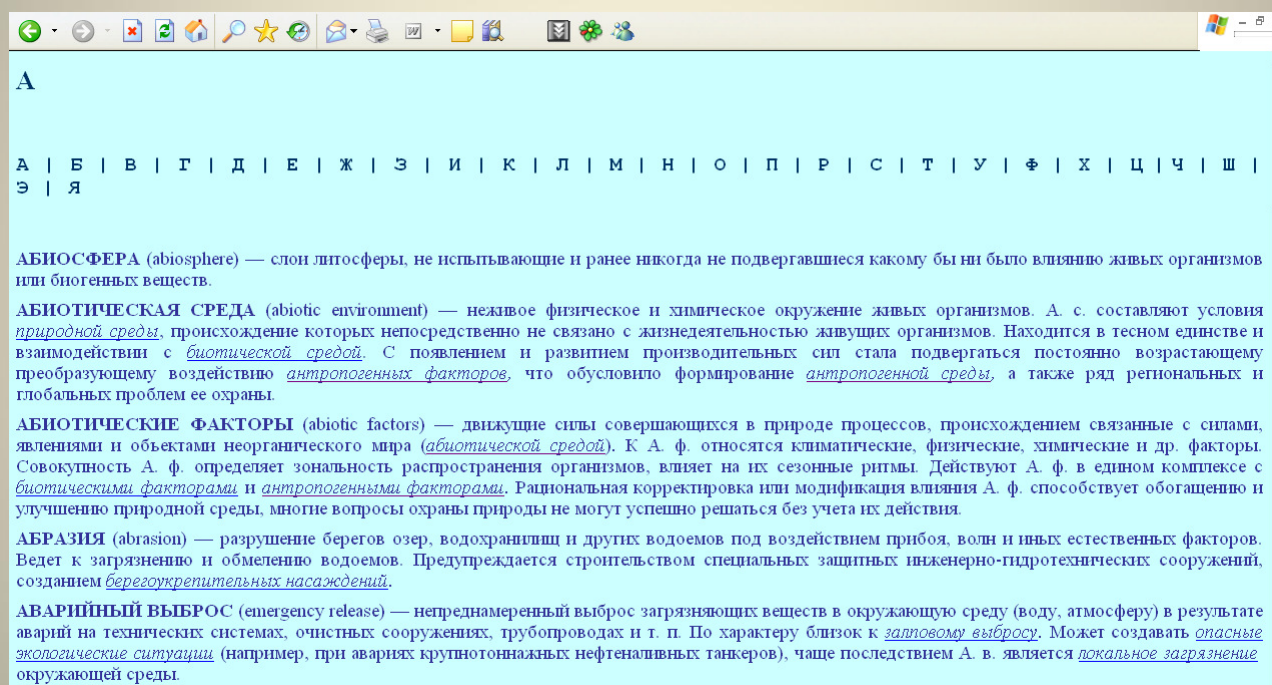 А
А | Б | В | Г | Д | Е | Ж | З | И | К | Л | М | Н | О | П | Р | С | Т | У | Ф | Х | Ц | Ч | Ш |
Э | Я
АБИОСФЕРА (abiosphere) — слои литосферы, не испытывающие и ранее никогда не подвергавшиеся какому бы ни было влиянию живых организмов
или биогенных веществ.
АБИОТИЧЕСКАЯ СРЕДА (abiotic environment) — неживое физическое и химическое окружение живых организмов. А. с. составляют условия
природной среды, происхождение которых непосредственно не связано с жизнедеятельностью живущих организмов. Находится в тесном единстве и
взаимодействии с биотической средой. С появлением и развитием производительных сил стала подвергаться постоянно возрастающему
преобразующему воздействию антропогенных факторов, что обусловило формирование антропогенной среды, а также ряд региональных и
глобальных проблем ее охраны.
АБИОТИЧЕСКИЕ ФАКТОРЫ (abiotic factors) — движущие силы совершающихся в природе процессов, происхождением связанные с силами,
явлениями и обьектами неорганического мира (абиотической средой). К А. ф. относятся климатические, физические, химические и др. факторы.
Совокупность А. ф. определяет зональность распространения организмов, влияет на их сезонные ритмы. Действуют А. ф. в едином комплексе с
биотическими факторами и антропогенными факторами. Рациональная корректировка или модификация влияния А. ф. способствует обогащению и
улучшению природной среды, многие вопросы охраны природы не могут успешно решаться без учета их действия.
АБРАЗИЯ (abrasion) — разрушение берегов озер, водохранилищ и других водоемов под воздействием прибоя, волн и иных естественных факторов.
Ведет к загрязнению и обмелению водоемов. Предупреждается строительством специальных защитных инженерно-гидротехнических сооружений,
созданием берегоукрепительных насаждений.
АВАРИЙНЫЙ ВЫБРОС (emergency release) — непреднамеренный выброс загрязняющих веществ в окружающую среду (воду, атмосферу) в результате
аварий на технических системах, очистных сооружениях, трубопроводах и т. п. По характеру близок к залповому выбросу. Может создавать опасные
экологические ситуации (например, при авариях крупнотоннажных нефтеналивных танкеров), чаще последствием А. в. является локальное загрязнение
окружающей среды.